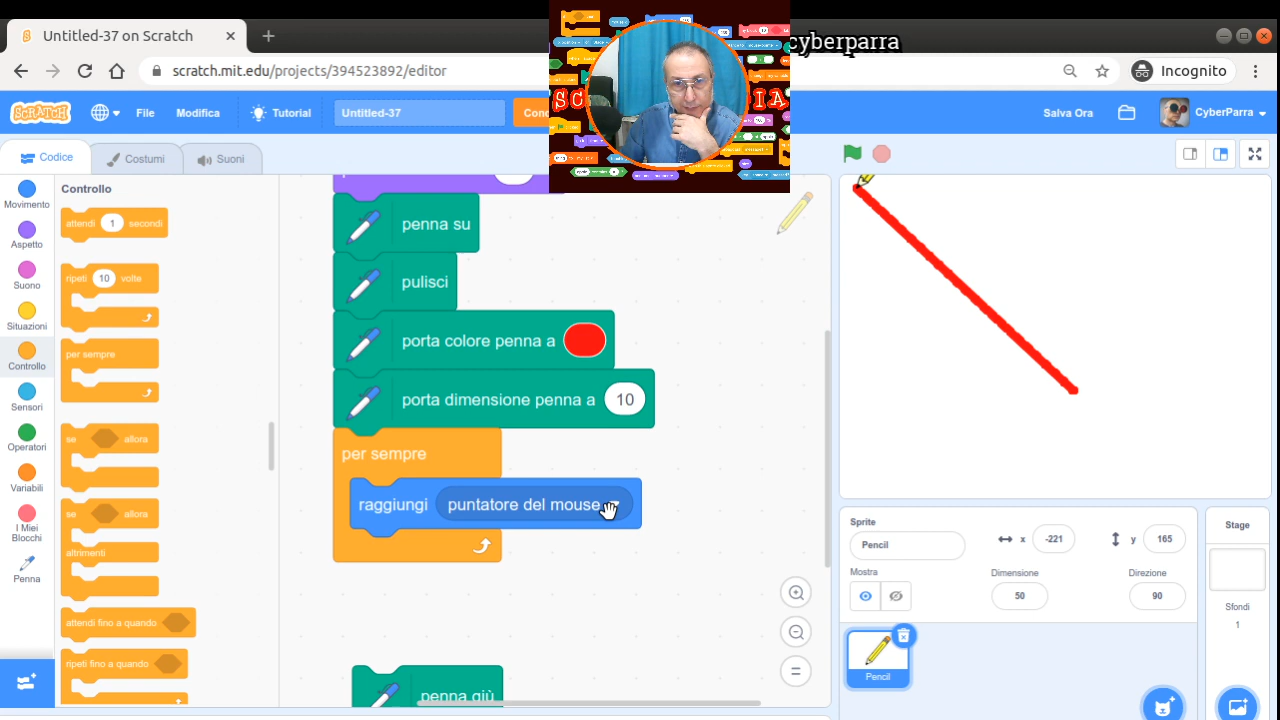 Untitled-37 on Scratch
cyberparra
scratch.mit.edu/projects/394523892/editor
Incognito
SCRATCH
File
Modifica
Tutorial
Untitled-37
Salva Ora
CyberParra
Codice
Costumi
Suoni
Movimento
Aspetto
Suono
Situazioni
Controllo
Sensori
Operatori
Variabili
I Miei
Blocchi
Penna
Controllo
attendi 1 secondi
ripeti 10 volte
per sempre
se allora
se allora
altrimenti
attendi fino a quando
ripeti fino a quando
penna su
pulisci
porta colore penna a
porta dimensione penna a 10
per sempre
raggiungi puntatore del mouse
penna giù
Sprite
Pencil
x -221
y 165
Mostra
Dimensione
50
Direzione
90
Pencil
Stage
Sfondi
1